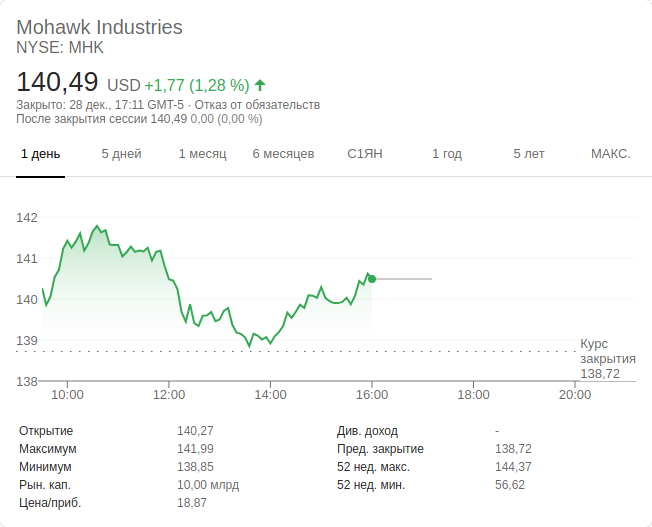 Mohawk Industries
NYSE: MHK
140,49 USD +1,77 (1,28 %)
Закрыто: 28 дек., 17:11 GMT-5 · Отказ от обязательств
После закрытия сессии 140,49 0,00 (0,00 %)
1 день 5 дней 1 месяц 6 месяцев С1ЯН 1 год 5 лет МАКС.
142
141
140
139
Курс
закрытия
138,72
138
10:00 12:00 14:00 16:00 18:00 20:00
Открытие 140,27 Див. доход -
Максимум 141,99 Пред. закрытие 138,72
Минимум 138,85 52 нед. макс. 144,37
Рын. кап. 10,00 млрд 52 нед. мин. 56,62
Цена/приб. 18,87